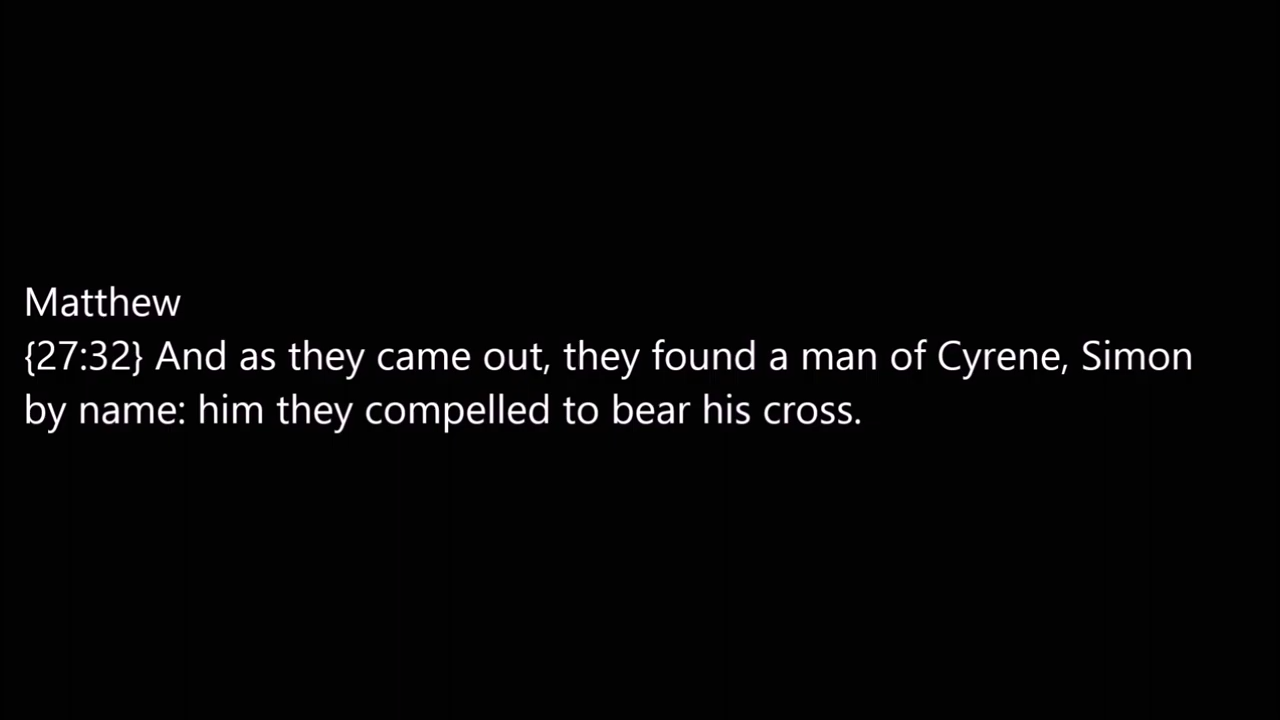 Matthew
{27:32} And as they came out, they found a man of Cyrene, Simon
by name: him they compelled to bear his cross.